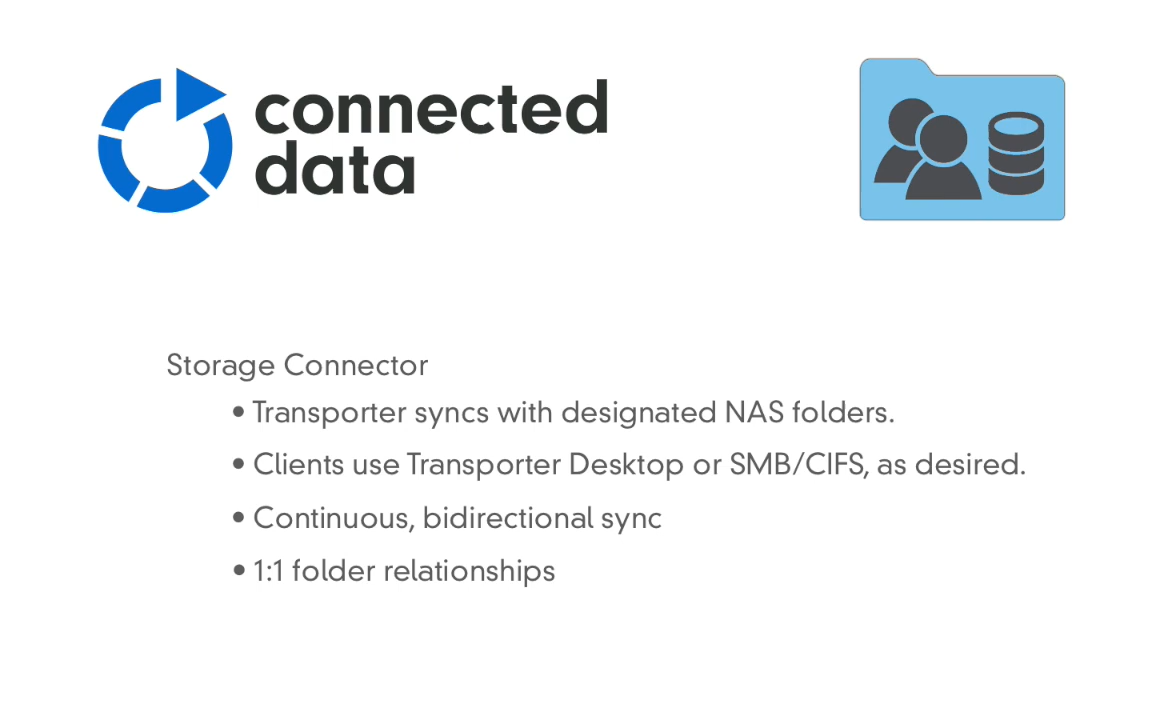 connected
data
Storage Connector
• Transporter syncs with designated NAS folders.
• Clients use Transporter Desktop or SMB/CIFS, as desired.
• Continuous, bidirectional sync
• 1:1 folder relationships